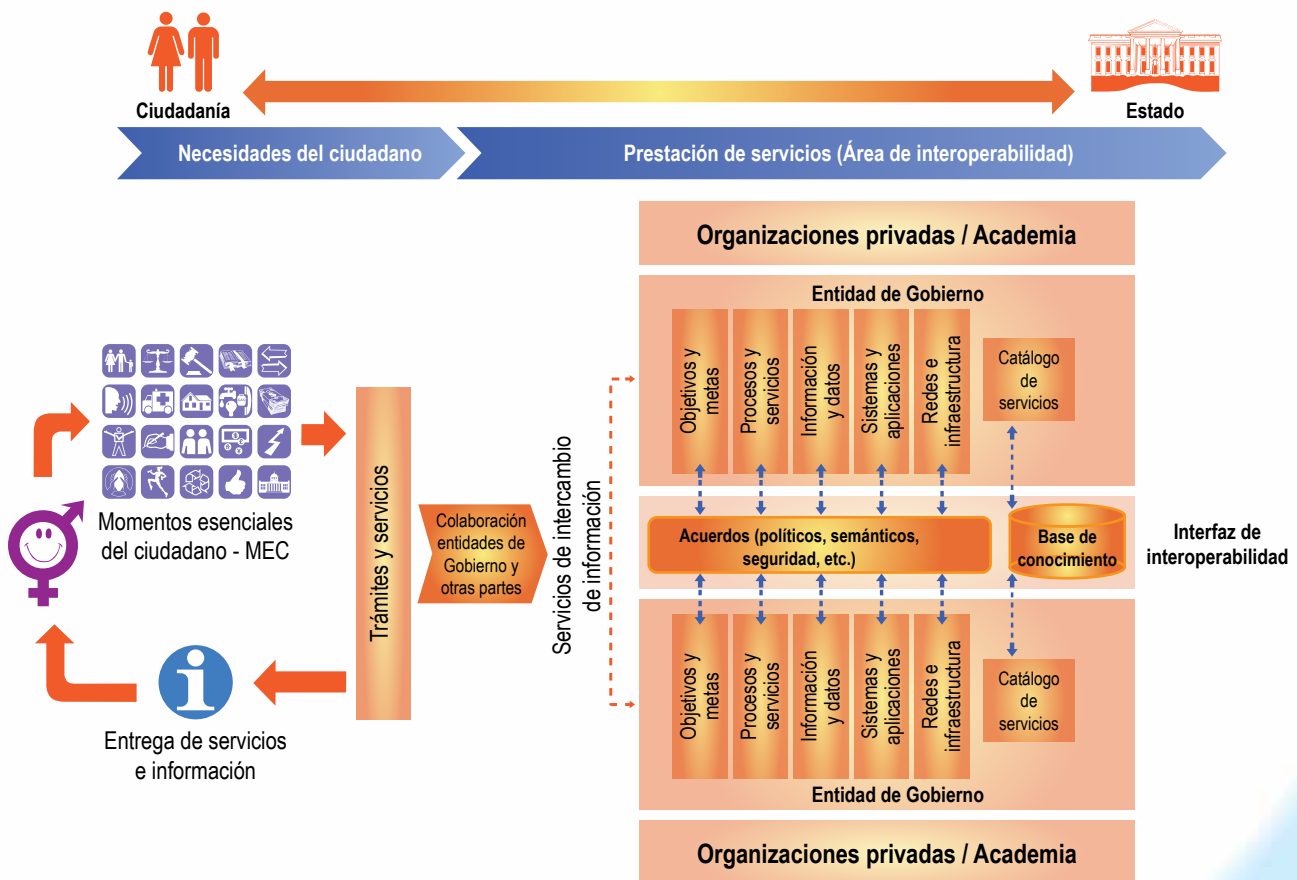 Ciudadanía
Estado
Necesidades del ciudadano
Prestación de servicios (Área de interoperabilidad)
Organizaciones privadas / Academia
Entidad de Gobierno
Objetivos y
metas
Procesos y
servicios
Información
y datos
Sistemas y
aplicaciones
Redes e
infraestructura
Catálogo
de
servicios
Momentos esenciales
del ciudadano - MEC
Trámites y servicios
Colaboración
entidades de
Gobierno y
otras partes
Servicios de intercambio
de información
Acuerdos (políticos, semánticos,
seguridad, etc.)
Base de
conocimiento
Interfaz de
interoperabilidad
Entrega de servicios
e información
Objetivos y
metas
Procesos y
servicios
Información
y datos
Sistemas y
aplicaciones
Redes e
infraestructura
Catálogo
de
servicios
Entidad de Gobierno
Organizaciones privadas / Academia